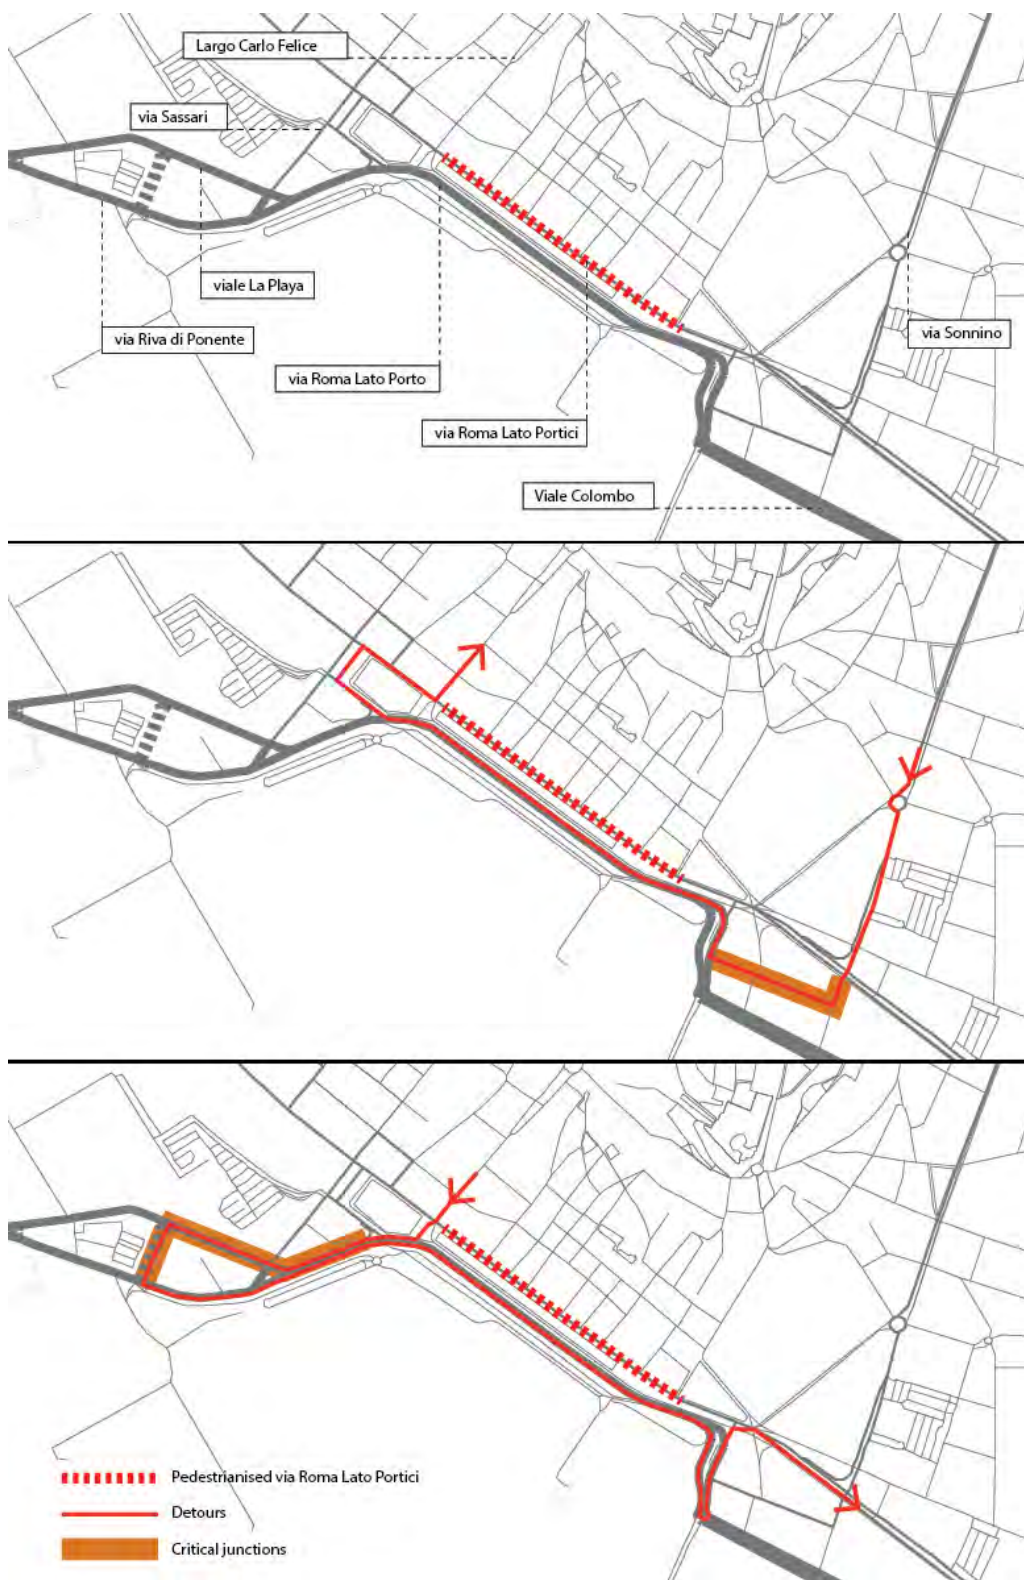 Largo Carlo Felice
via Sassari
viale La Playa
via Riva di Ponente
via Sonnino
via Roma Lato Porto
via Roma Lato Portici
Viale Colombo
Pedestrianised via Roma Lato Portici
Detours
Critical junctions